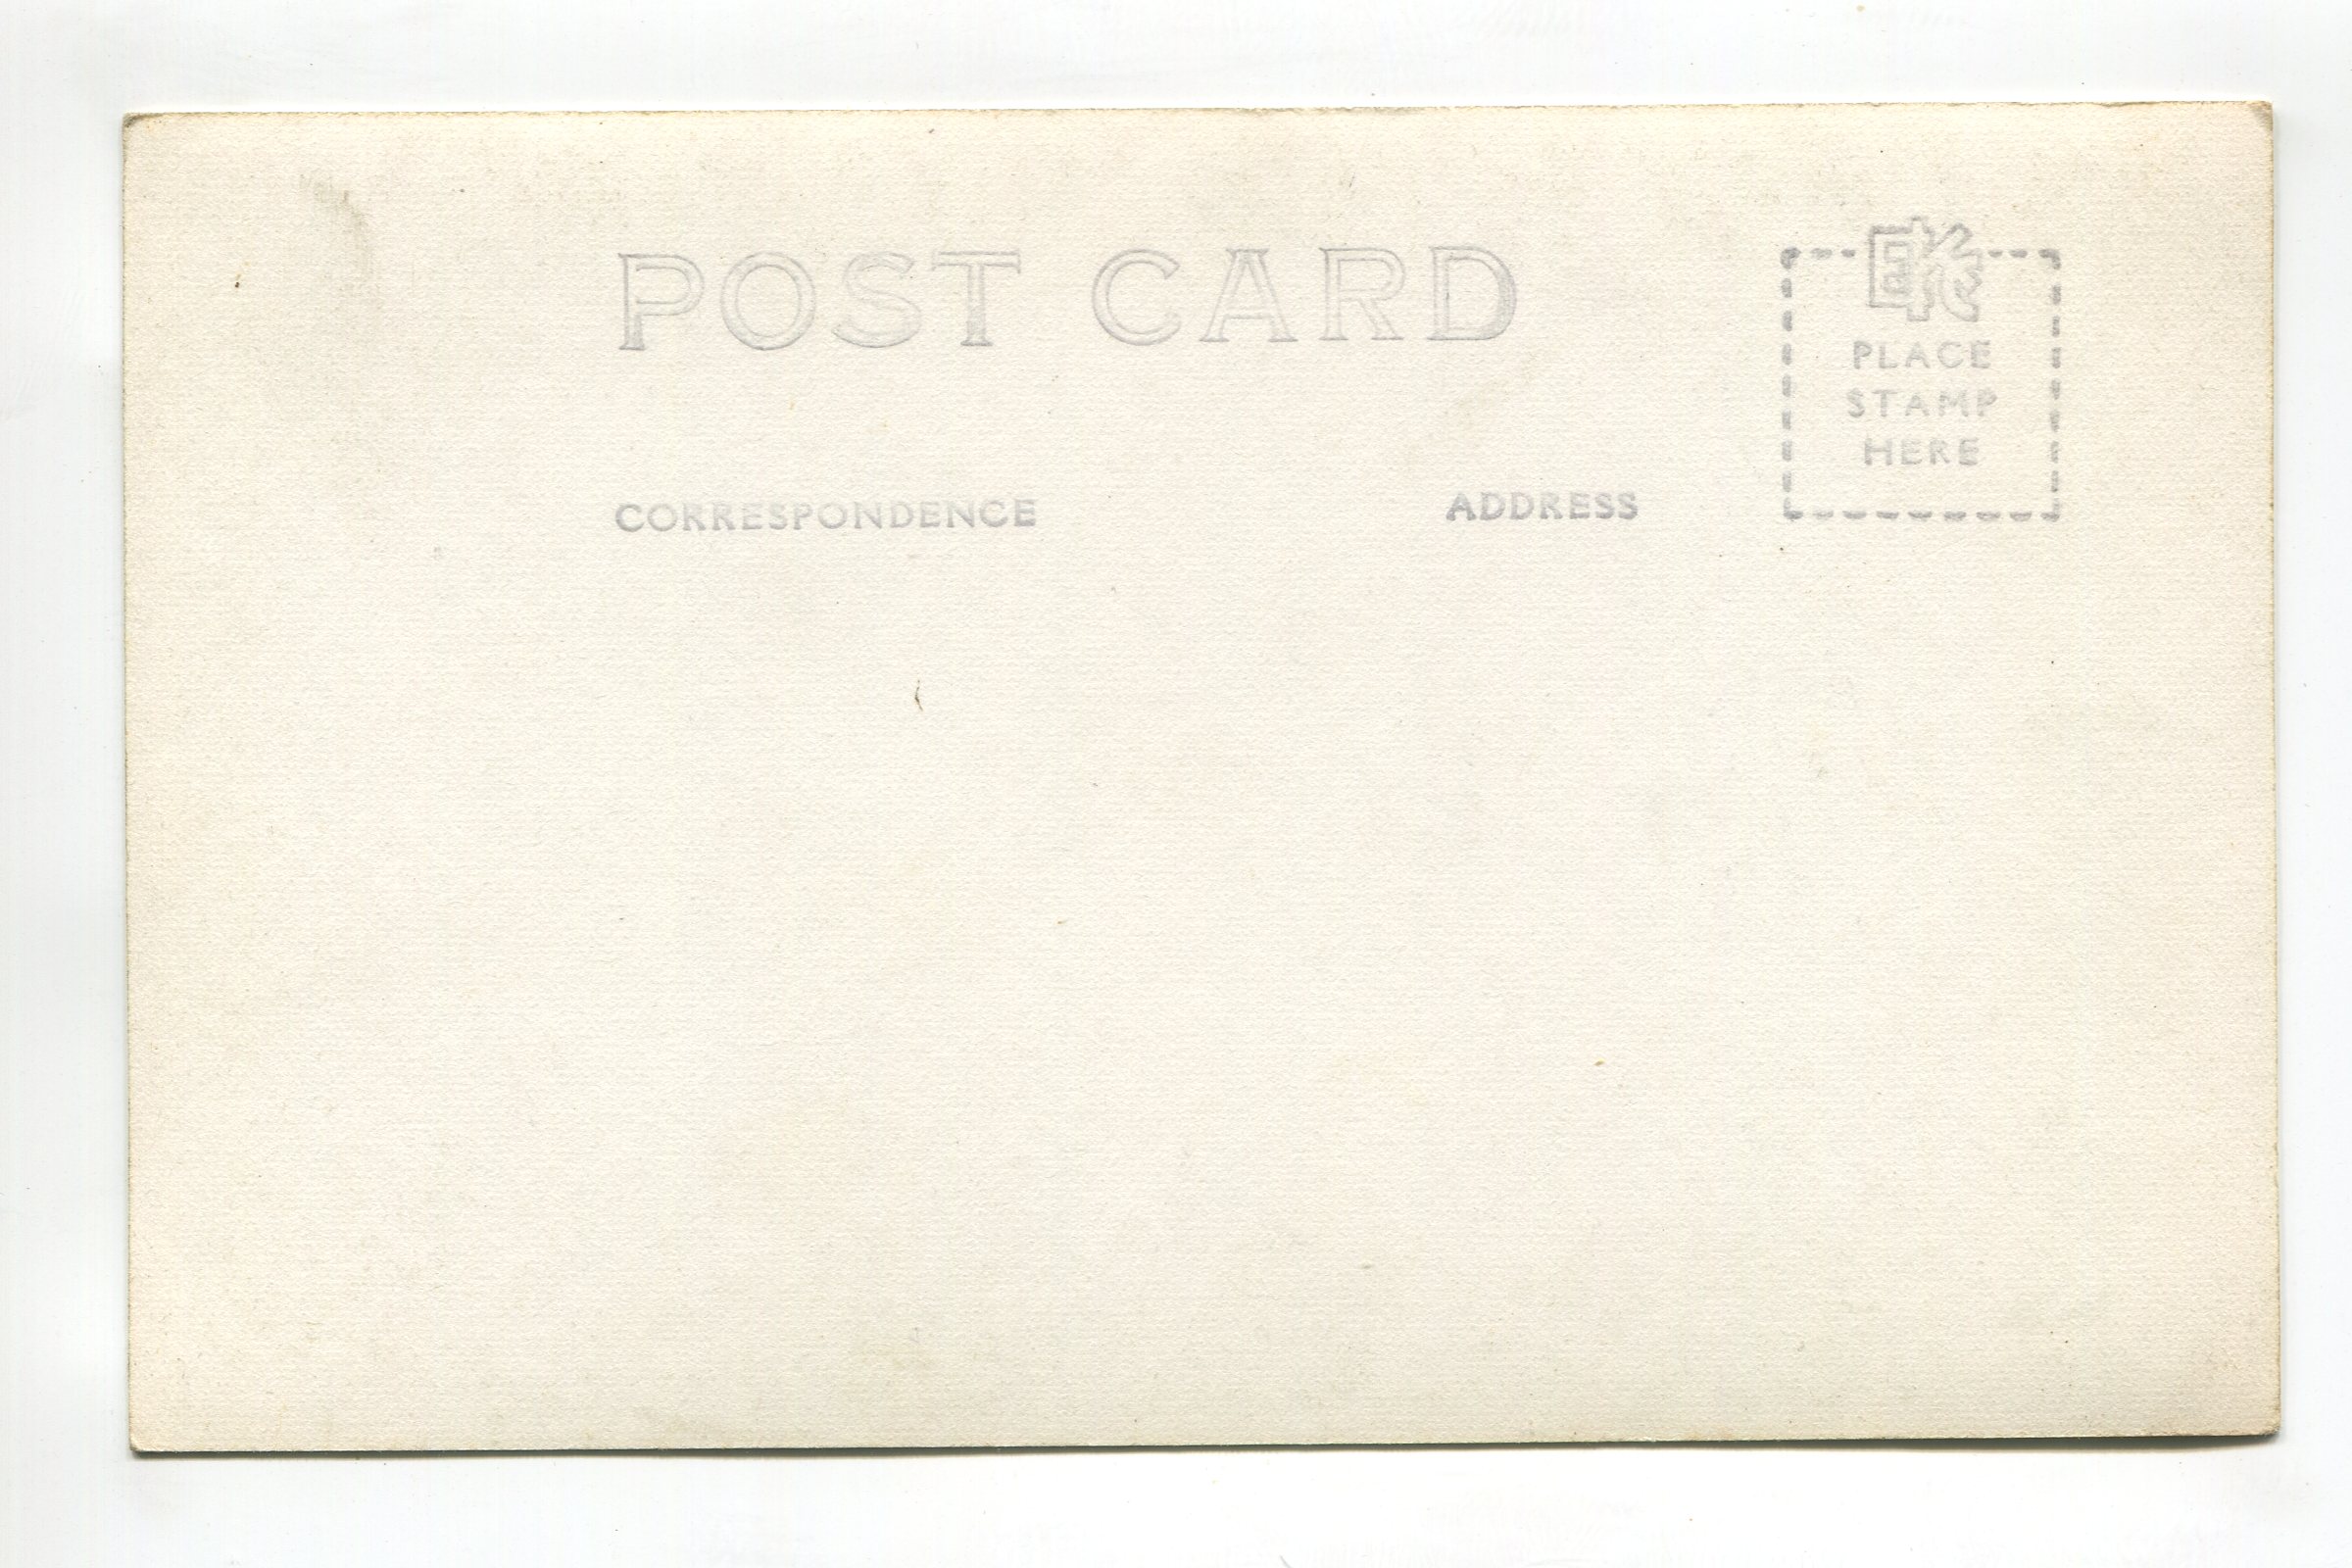 POST CARD
PLACE
STAMP
HERE
CORRESPONDENCE
ADDRESS